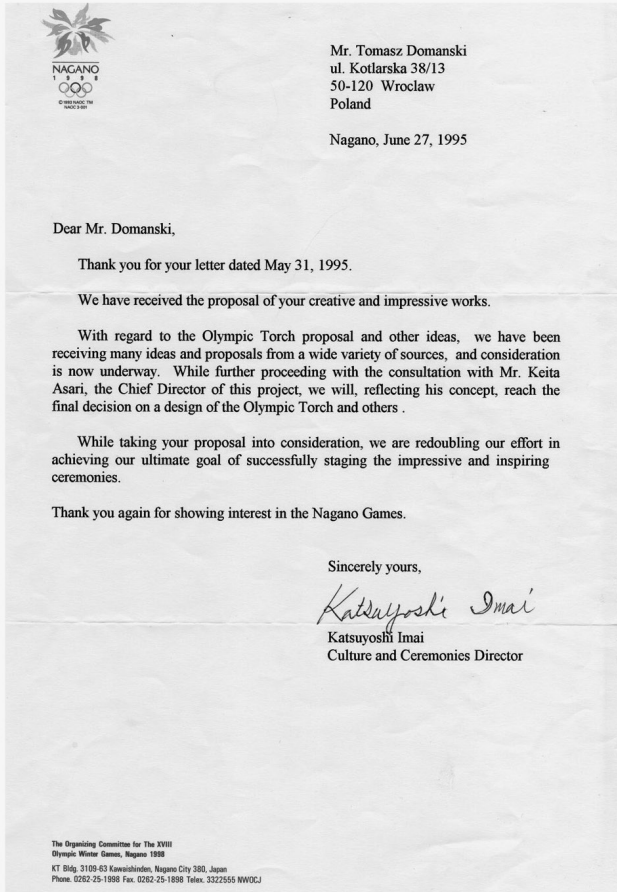 NAGANO
1 9 9 8
Mr. Tomasz Domanski
ul. Kotlarska 38/13
50-120 Wroclaw
Poland
Nagano, June 27, 1995
Dear Mr. Domanski,
Thank you for your letter dated May 31, 1995.
We have received the proposal of your creative and impressive works.
With regard to the Olympic Torch proposal and other ideas, we have been
receiving many ideas and proposals from a wide variety of sources, and consideration
is now underway. While further proceeding with the consultation with Mr. Keita
Asari, the Chief Director of this project, we will, reflecting his concept, reach the
final decision on a design of the Olympic Torch and others .
While taking your proposal into consideration, we are redoubling our effort in
achieving our ultimate goal of successfully staging the impressive and inspiring
ceremonies.
Thank you again for showing interest in the Nagano Games.
Sincerely yours,
Katsuyoshi Imai
Katsuyoshi Imai
Culture and Ceremonies Director
The Organizing Committee for The XVIII
Olympic Winter Games, Nagano 1998
KT Bldg. 3109-63 Kawaishinden, Nagano City 380, Japan
Phone. 0262-25-1998 Fax. 0262-25-1898 Telex. 3322555 NWOCJ